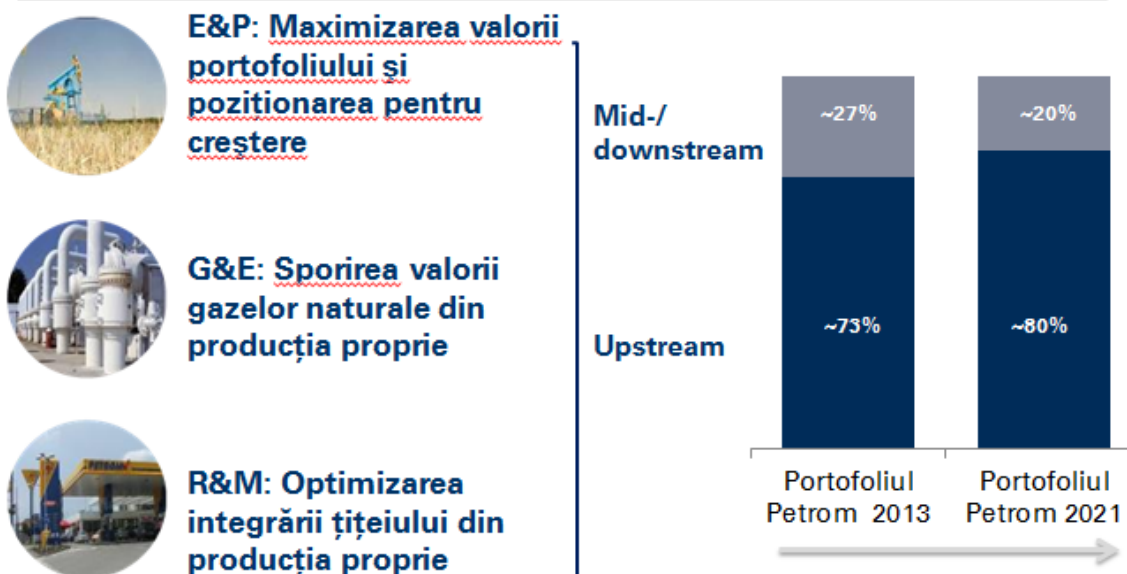 E&P: Maximizarea valorii
portofoliului și
poziționarea pentru
creștere
G&E: Sporirea valorii
gazelor naturale din
producția proprie
R&M: Optimizarea
integrării țițeiului din
producția proprie
Mid-/
downstream
Upstream
~27%
~20%
~73%
~80%
Portofoliul
Petrom 2013
Portofoliul
Petrom 2021
PETROM